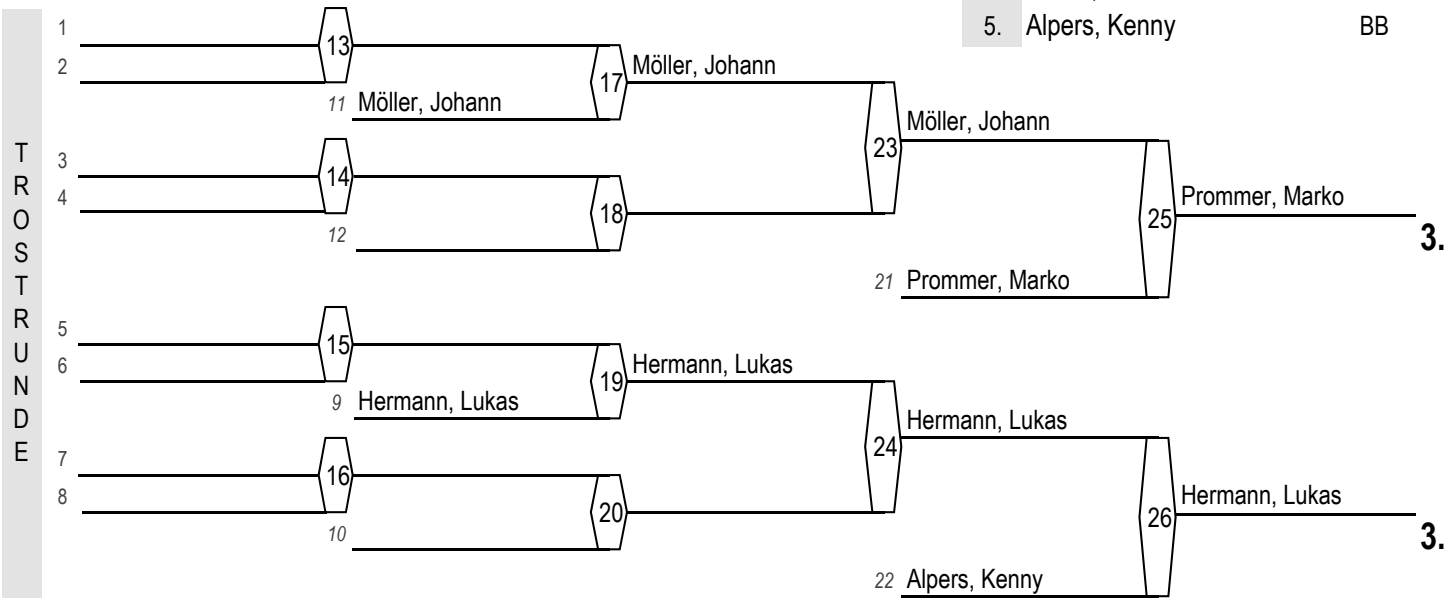 5. Alpers, Kenny BB
TROSTRUNDE
1
13
2
17 Möller, Johann
11 Möller, Johann
23 Möller, Johann
3
14
4
18
12
25 Prommer, Marko
3.
21 Prommer, Marko
5
15
6
19 Hermann, Lukas
9 Hermann, Lukas
24 Hermann, Lukas
7
16
8
20
10
26 Hermann, Lukas
3.
22 Alpers, Kenny